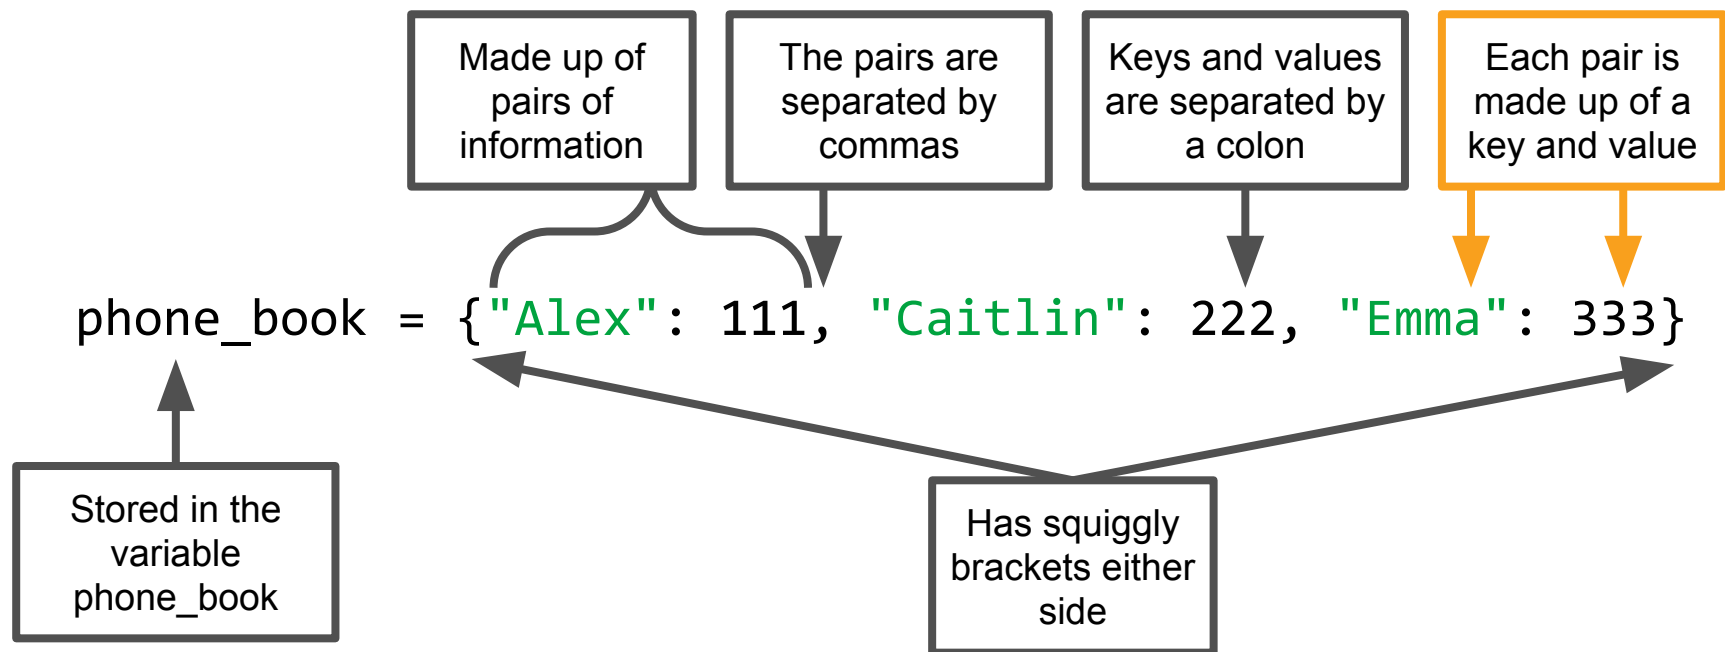 Made up of
pairs of
information
The pairs are
separated by
commas
Keys and values
are separated by
a colon
Each pair is
made up of a
key and value
phone_book = {"Alex": 111, "Caitlin": 222, "Emma": 333}
Stored in the
variable
phone_book
Has squiggly
brackets either
side